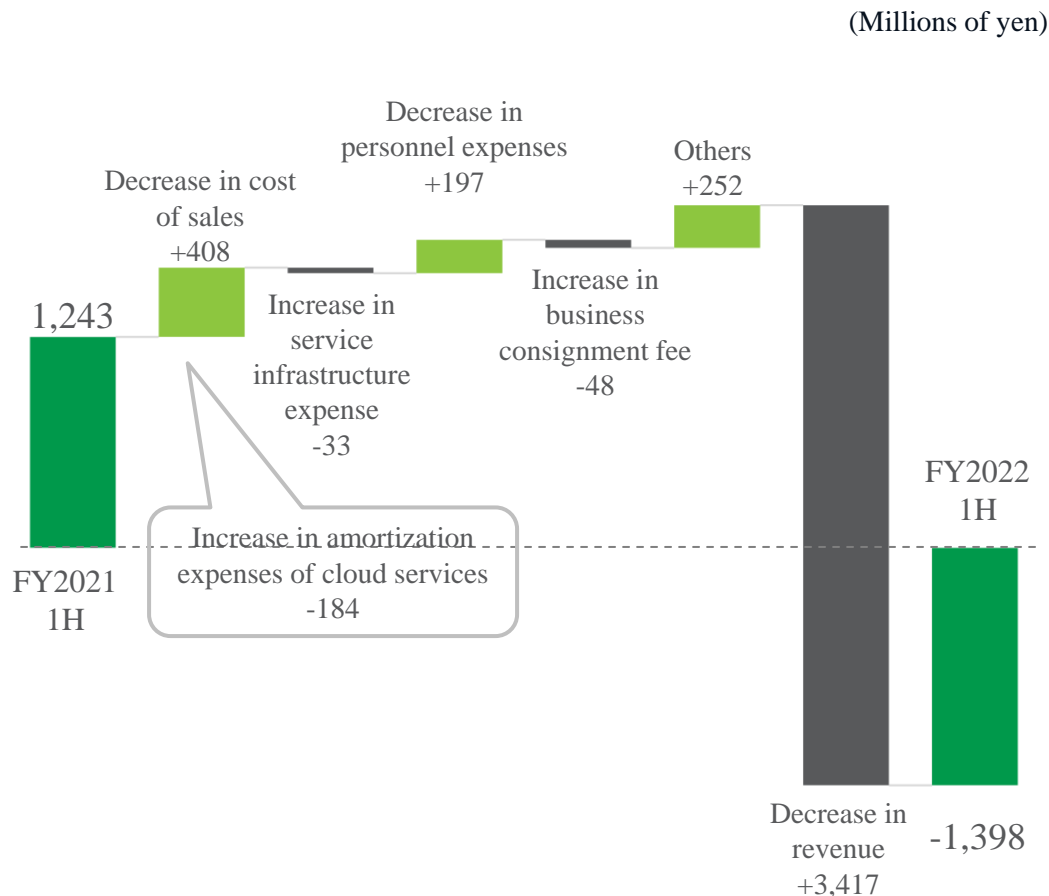 (Millions of yen)
Decrease in
personnel expenses
+197
Others
+252
Decrease in cost
of sales
+408
1,243
Increase in
service
infrastructure
expense
-33
Increase in
business
consignment fee
-48
FY2022
1H
Increase in amortization
expenses of cloud services
-184
FY2021
1H
Decrease in
revenue
+3,417
-1,398